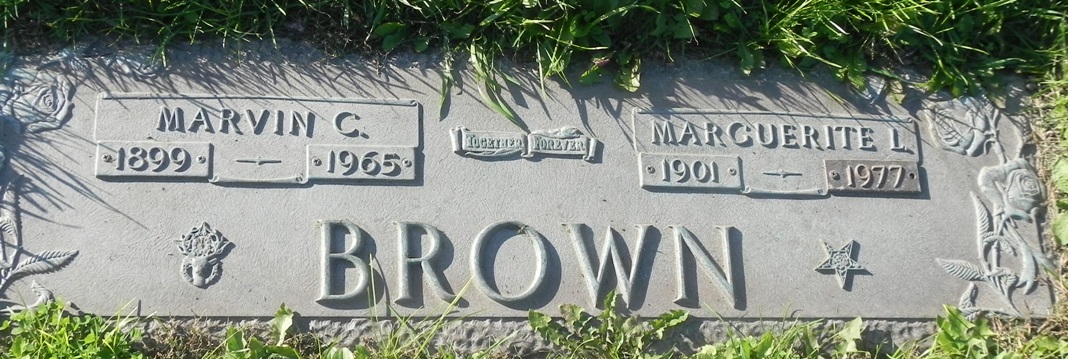 MARVIN C.
1899 - 1965
TOGETHER FOREVER
MARGUERITE L.
1901 - 1977
BROWN